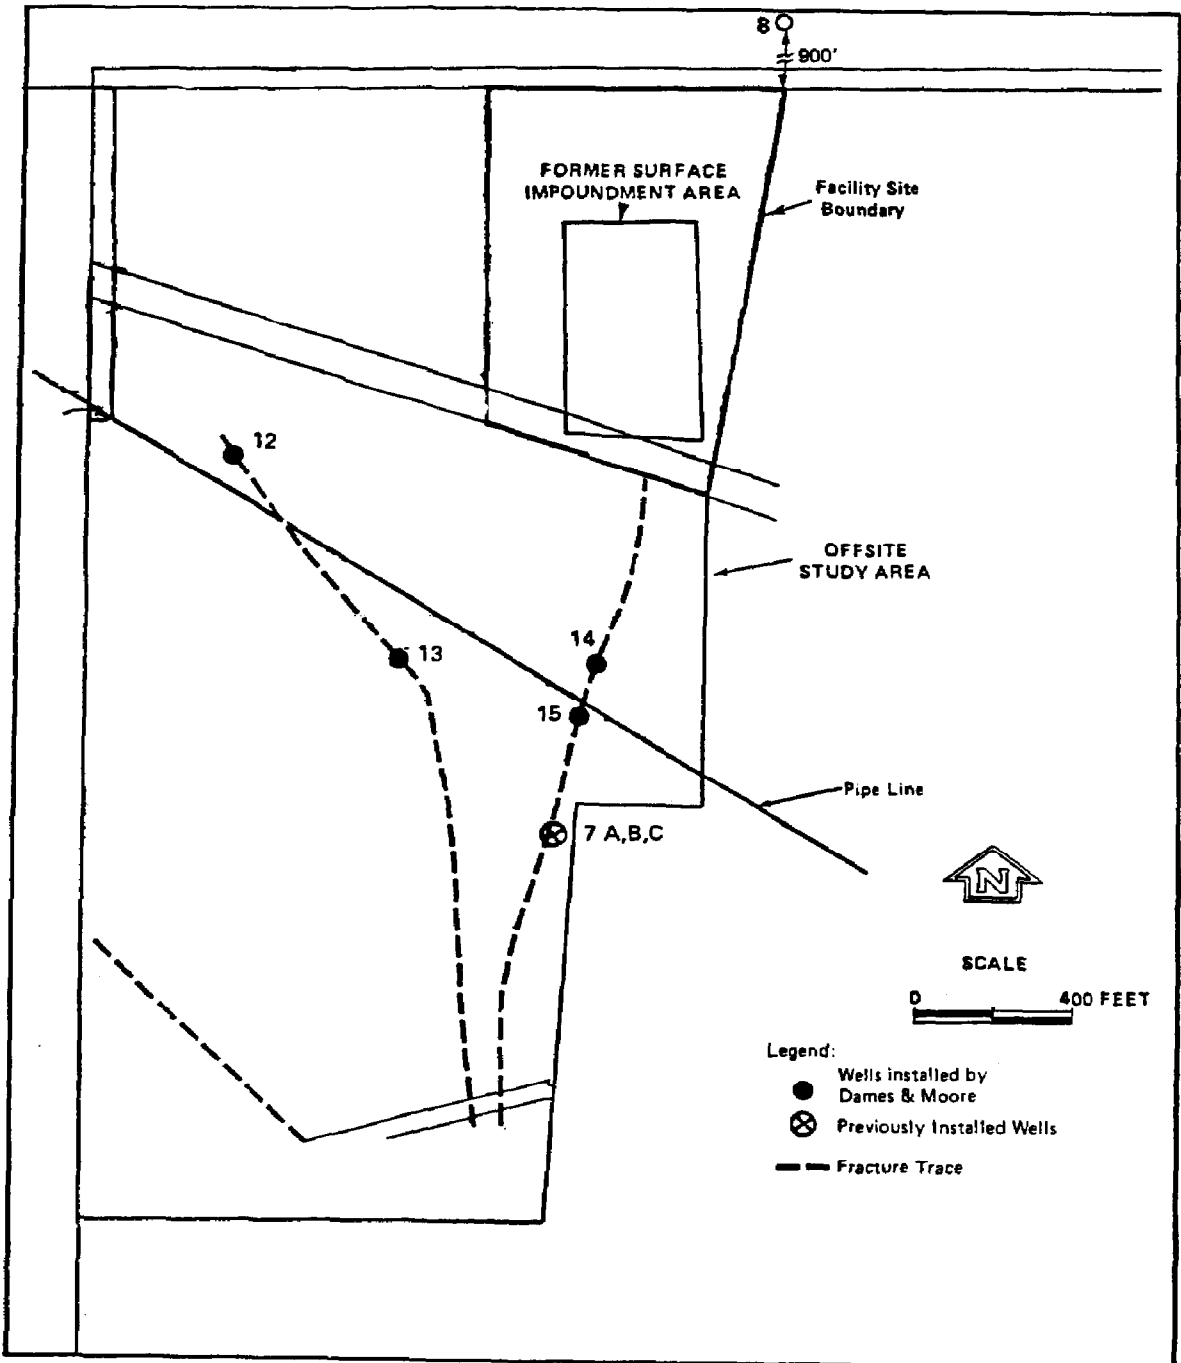 8
900'
FORMER SURFACE
IMPOUNDMENT AREA
Facility Site
Boundary
12
OFFSITE
STUDY AREA
14
13
15
Pipe Line
7 A,B,C
N
SCALE
0 400 FEET
Legend:
Wells installed by
Dames & Moore
Previously Installed Wells
Fracture Trace